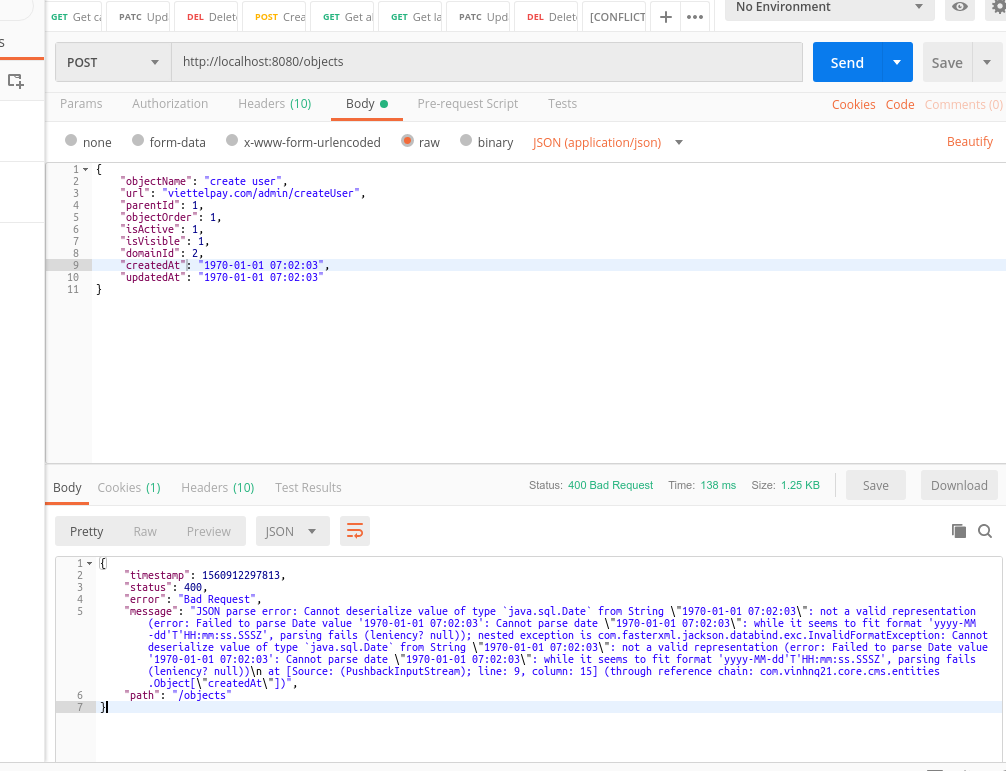 GET Get ca PATC Upd DEL Delet POST Crea GET Get a GET Get la PATC Upd DEL Delet [CONFLICT + No Environment
s
POST http://localhost:8080/objects Send Save
Params Authorization Headers (10) Body Pre-request Script Tests Cookies Code Comments (0)
none form-data x-www-form-urlencoded raw binary JSON (application/json) Beautify
1 {
2 "objectName": "create user",
3 "url": "viettelpay.com/admin/createUser",
4 "parentId": 1,
5 "objectOrder": 1,
6 "isActive": 1,
7 "isVisible": 1,
8 "domainId": 2,
9 "createdAt": "1970-01-01 07:02:03",
10 "updatedAt": "1970-01-01 07:02:03"
11 }
Body Cookies (1) Headers (10) Test Results Status: 400 Bad Request Time: 138 ms Size: 1.25 KB Save Download
Pretty Raw Preview JSON
1 {
2 "timestamp": 1560912297813,
3 "status": 400,
4 "error": "Bad Request",
5 "message": "JSON parse error: Cannot deserialize value of type `java.sql.Date` from String \"1970-01-01 07:02:03\": not a valid representation
(error: Failed to parse Date value '1970-01-01 07:02:03': Cannot parse date \"1970-01-01 07:02:03\": while it seems to fit format 'yyyy-MM
-dd'T'HH:mm:ss.SSSZ', parsing fails (leniency? null)); nested exception is com.fasterxml.jackson.databind.exc.InvalidFormatException: Cannot
deserialize value of type `java.sql.Date` from String \"1970-01-01 07:02:03\": not a valid representation (error: Failed to parse Date value
'1970-01-01 07:02:03': Cannot parse date \"1970-01-01 07:02:03\": while it seems to fit format 'yyyy-MM-dd'T'HH:mm:ss.SSSZ', parsing fails
(leniency? null))\n at [Source: (PushbackInputStream); line: 9, column: 15] (through reference chain: com.vinhnq21.core.cms.entities
.Object[\"createdAt\"])",
6 "path": "/objects"
7 }